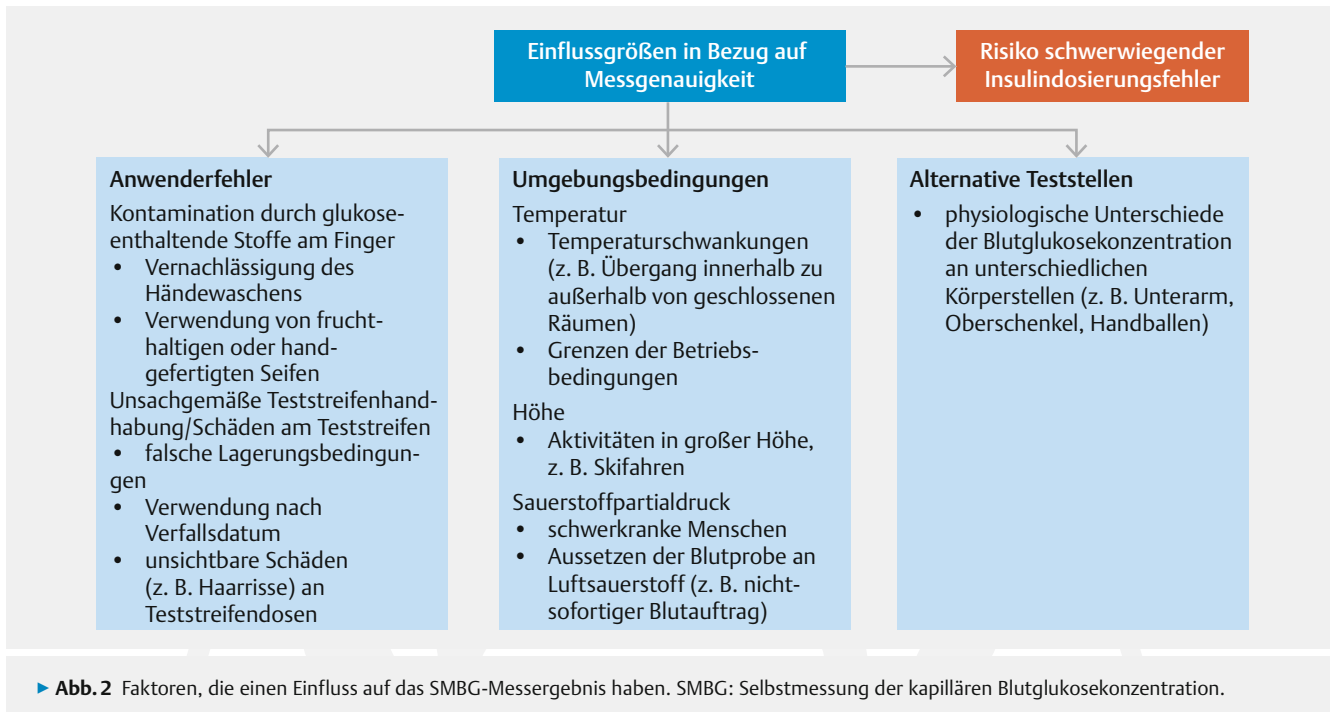 Einflussgrößen in Bezug auf
Messgenauigkeit
Risiko schwerwiegender
Insulindosierungsfehler
Anwenderfehler
Kontamination durch glukose-
enthaltende Stoffe am Finger
• Vernachlässigung des
Händewaschens
• Verwendung von frucht-
haltigen oder hand-
gefertigten Seifen
Unsachgemäße Teststreifenhand-
habung/Schäden am Teststreifen
• falsche Lagerungsbedingun-
gen
• Verwendung nach
Verfallsdatum
• unsichtbare Schäden
(z. B. Haarrisse) an
Teststreifendosen
Umgebungsbedingungen
Temperatur
• Temperaturschwankungen
(z. B. Übergang innerhalb zu
außerhalb von geschlossenen
Räumen)
• Grenzen der Betriebs-
bedingungen
Höhe
• Aktivitäten in großer Höhe,
z. B. Skifahren
Sauerstoffpartialdruck
• schwerkranke Menschen
• Aussetzen der Blutprobe an
Luftsauerstoff (z. B. nicht-
sofortiger Blutauftrag)
Alternative Teststellen
• physiologische Unterschiede
der Blutglukosekonzentration
an unterschiedlichen
Körperstellen (z. B. Unterarm,
Oberschenkel, Handballen)
▶ Abb. 2 Faktoren, die einen Einfluss auf das SMBG-Messergebnis haben. SMBG: Selbstmessung der kapillären Blutglukosekonzentration.